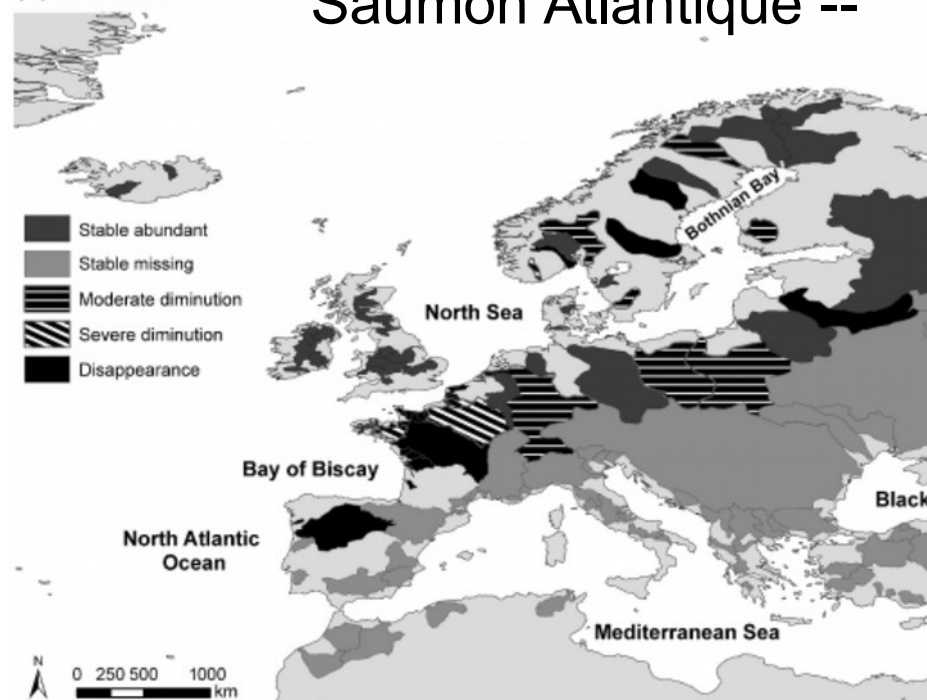 Saumon Atlantique --
Stable abundant
Stable missing
Moderate diminution
Severe diminution
Disappearance
North Sea
Bothnian Bay
Bay of Biscay
North Atlantic
Ocean
Black
Mediterranean Sea
N
0 250 500 1000
km